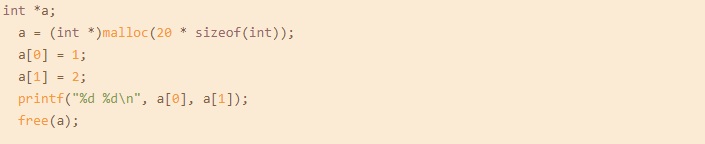 int *a;
  a = (int *)malloc(20 * sizeof(int));
  a[0] = 1;
  a[1] = 2;
  printf("%d %d\n", a[0], a[1]);
  free(a);